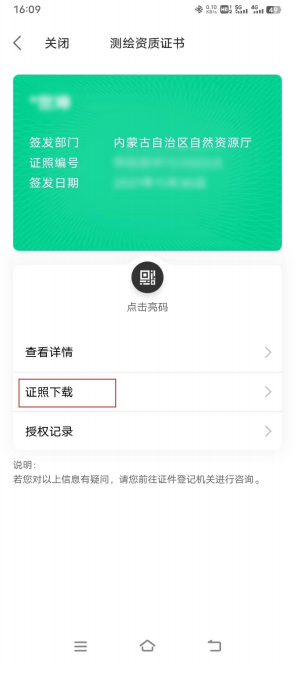 16:09
关闭 测绘资质证书
签发部门 内蒙古自治区自然资源厅
证照编号
签发日期
点击亮码
查看详情
证照下载
授权记录
说明：
若您对以上信息有疑问，请您前往证件登记机关进行咨询。